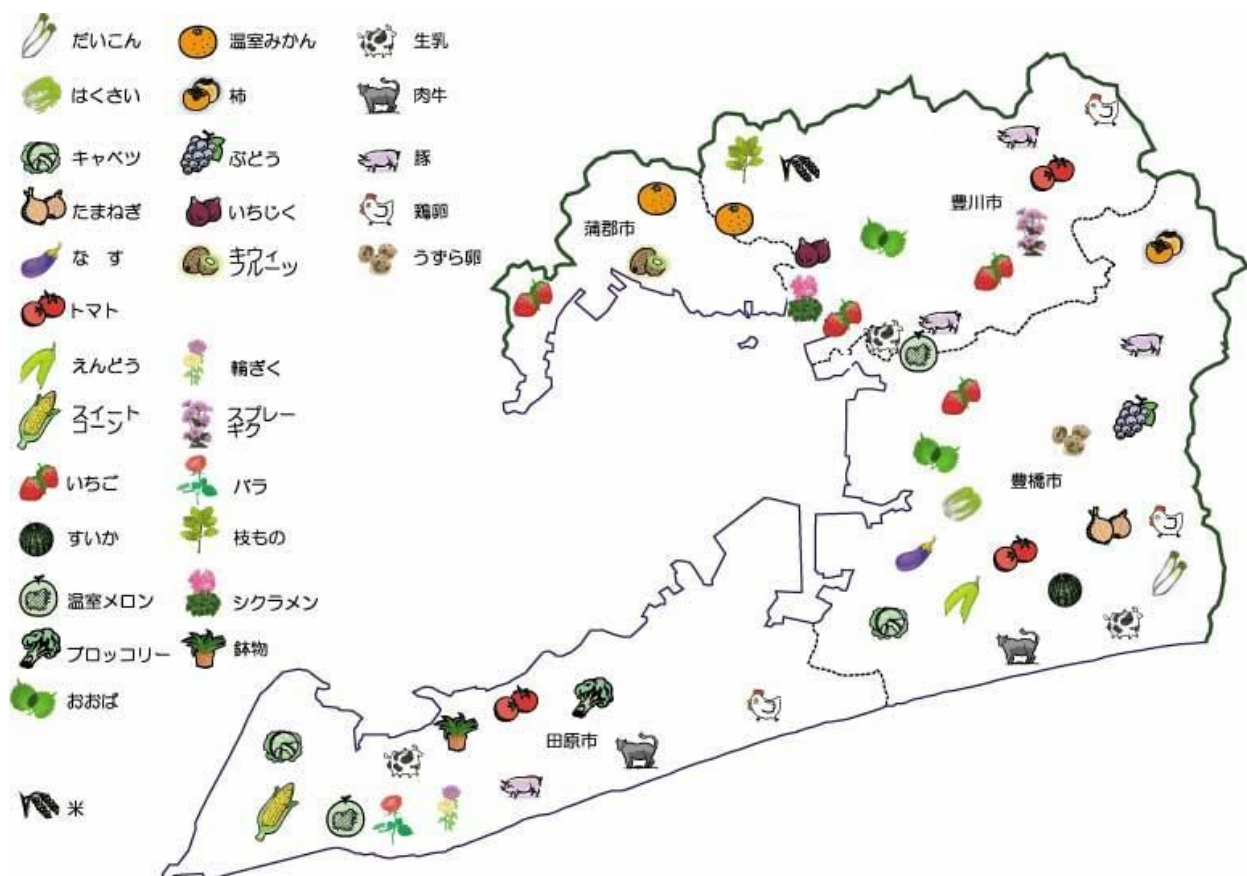 だいこん
はくさい
キャベツ
たまねぎ
な す
トマト
えんどう
スイート
コーン
いちご
すいか
温室メロン
ブロッコリー
おおば
米
温室みかん
柿
ぶどう
いちじく
キウィ
フルーツ
輪ぎく
スプレー
ギク
バラ
枝もの
シクラメン
鉢物
生乳
肉牛
豚
鶏卵
うずら卵
蒲郡市
豊川市
豊橋市
田原市